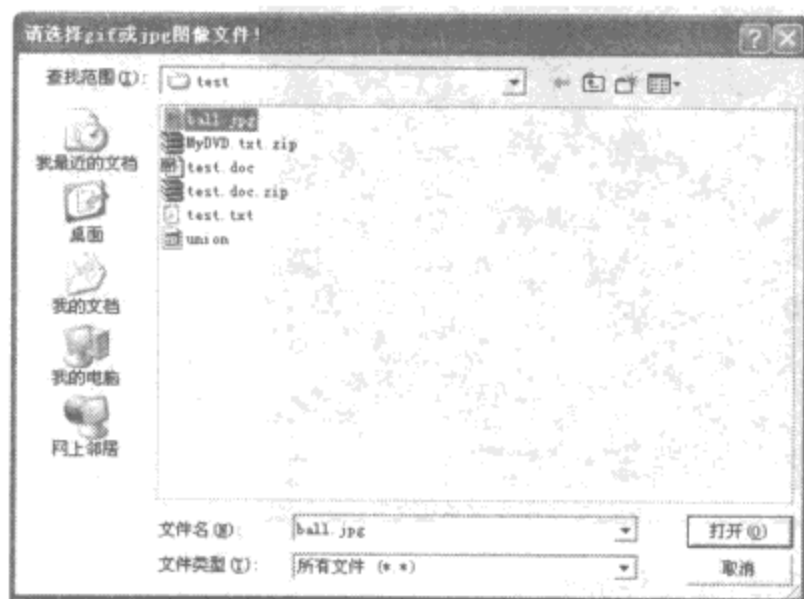 请选择gif或jpg图像文件!
查找范围(I):
test
ball.jpg
MyDVD.txt.zip
test.doc
test.doc.zip
test.txt
union
我最近的文档
桌面
我的文档
我的电脑
网上邻居
文件名(N):
ball.jpg
打开(O)
文件类型(T):
所有文件 (*.*)
取消